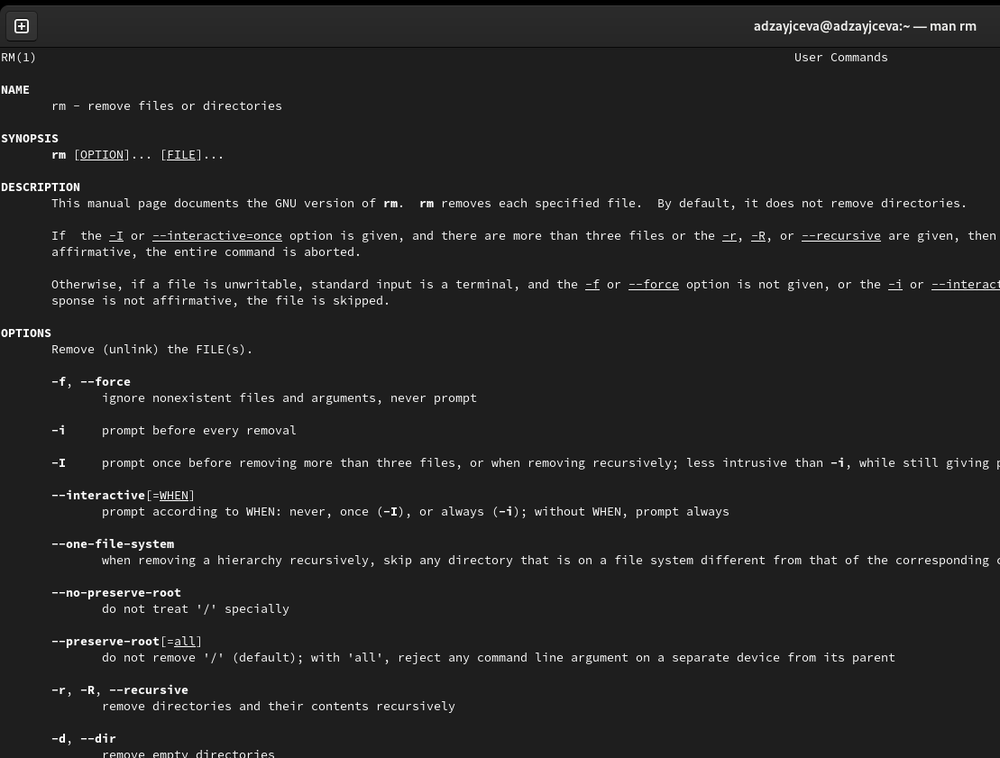 adzayjceva@adzayjceva:~ — man rm
RM(1) User Commands
NAME
rm - remove files or directories
SYNOPSIS
rm [OPTION]... [FILE]...
DESCRIPTION
This manual page documents the GNU version of rm.  rm removes each specified file.  By default, it does not remove directories.
If  the -I or --interactive=once option is given, and there are more than three files or the -r, -R, or --recursive are given, then
affirmative, the entire command is aborted.
Otherwise, if a file is unwritable, standard input is a terminal, and the -f or --force option is not given, or the -i or --interact
sponse is not affirmative, the file is skipped.
OPTIONS
Remove (unlink) the FILE(s).
-f, --force
ignore nonexistent files and arguments, never prompt
-i prompt before every removal
-I prompt once before removing more than three files, or when removing recursively; less intrusive than -i, while still giving
--interactive[=WHEN]
prompt according to WHEN: never, once (-I), or always (-i); without WHEN, prompt always
--one-file-system
when removing a hierarchy recursively, skip any directory that is on a file system different from that of the corresponding
--no-preserve-root
do not treat '/' specially
--preserve-root[=all]
do not remove '/' (default); with 'all', reject any command line argument on a separate device from its parent
-r, -R, --recursive
remove directories and their contents recursively
-d, --dir
remove empty directories